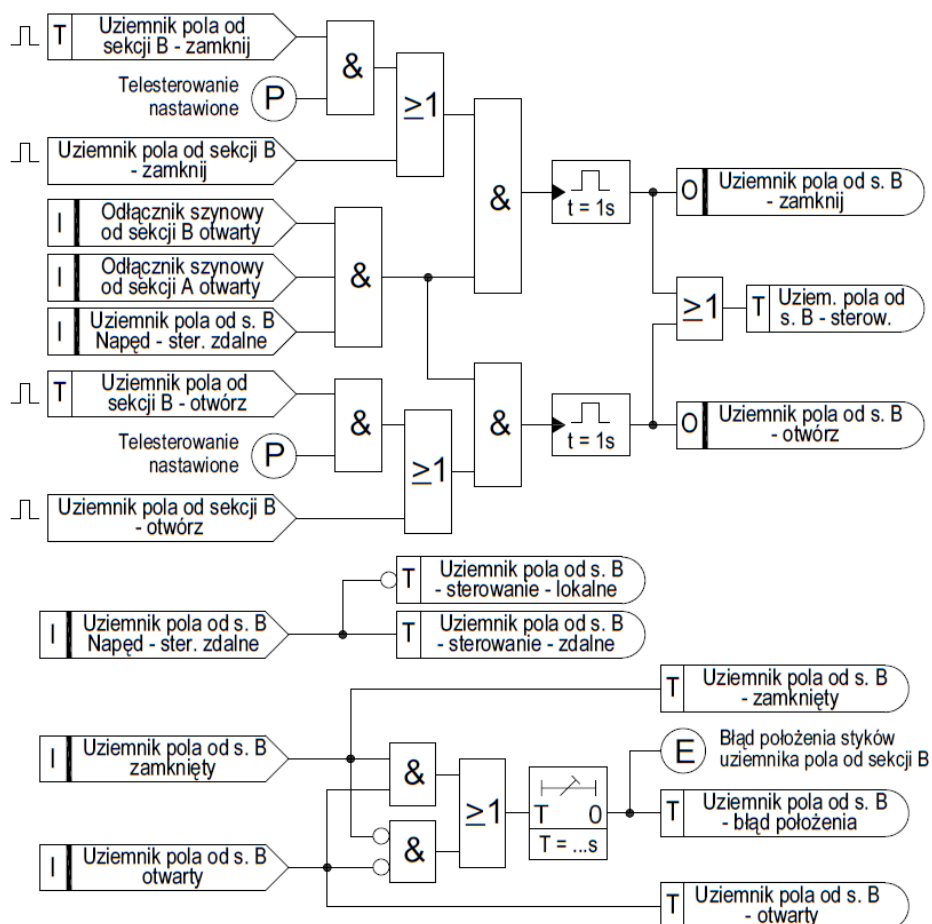 T
Uziemnik pola od
sekcji B - zamknij
Telesterowanie
nastawione
P
&
≥1
Uziemnik pola od sekcji B
- zamknij
I
Odłącznik szynowy
od sekcji B otwarty
I
Odłącznik szynowy
od sekcji A otwarty
I
Uziemnik pola od s. B
Napęd - ster. zdalne
&
&
t = 1s
O
Uziemnik pola od s. B
- zamknij
≥1
T
Uziem. pola od
s. B - sterow.
T
Uziemnik pola od
sekcji B - otwórz
Telesterowanie
nastawione
P
&
≥1
&
t = 1s
O
Uziemnik pola od s. B
- otwórz
Uziemnik pola od sekcji B
- otwórz
T
Uziemnik pola od s. B
- sterowanie - lokalne
I
Uziemnik pola od s. B
Napęd - ster. zdalne
T
Uziemnik pola od s. B
- sterowanie - zdalne
T
Uziemnik pola od s. B
- zamknięty
I
Uziemnik pola od s. B
zamknięty
&
≥1
T 0
T = ...s
E
Błąd położenia styków
uziemnika pola od sekcji B
T
Uziemnik pola od s. B
- błąd położenia
I
Uziemnik pola od s. B
otwarty
&
T
Uziemnik pola od s. B
- otwarty